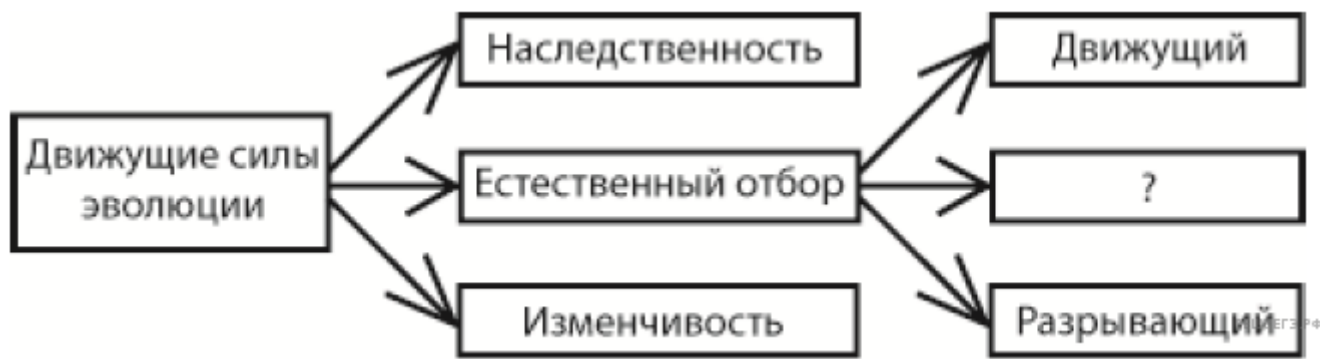 Наследственность
Движущий
Движущие силы
эволюции
Естественный отбор
?
Изменчивость
Разрывающий